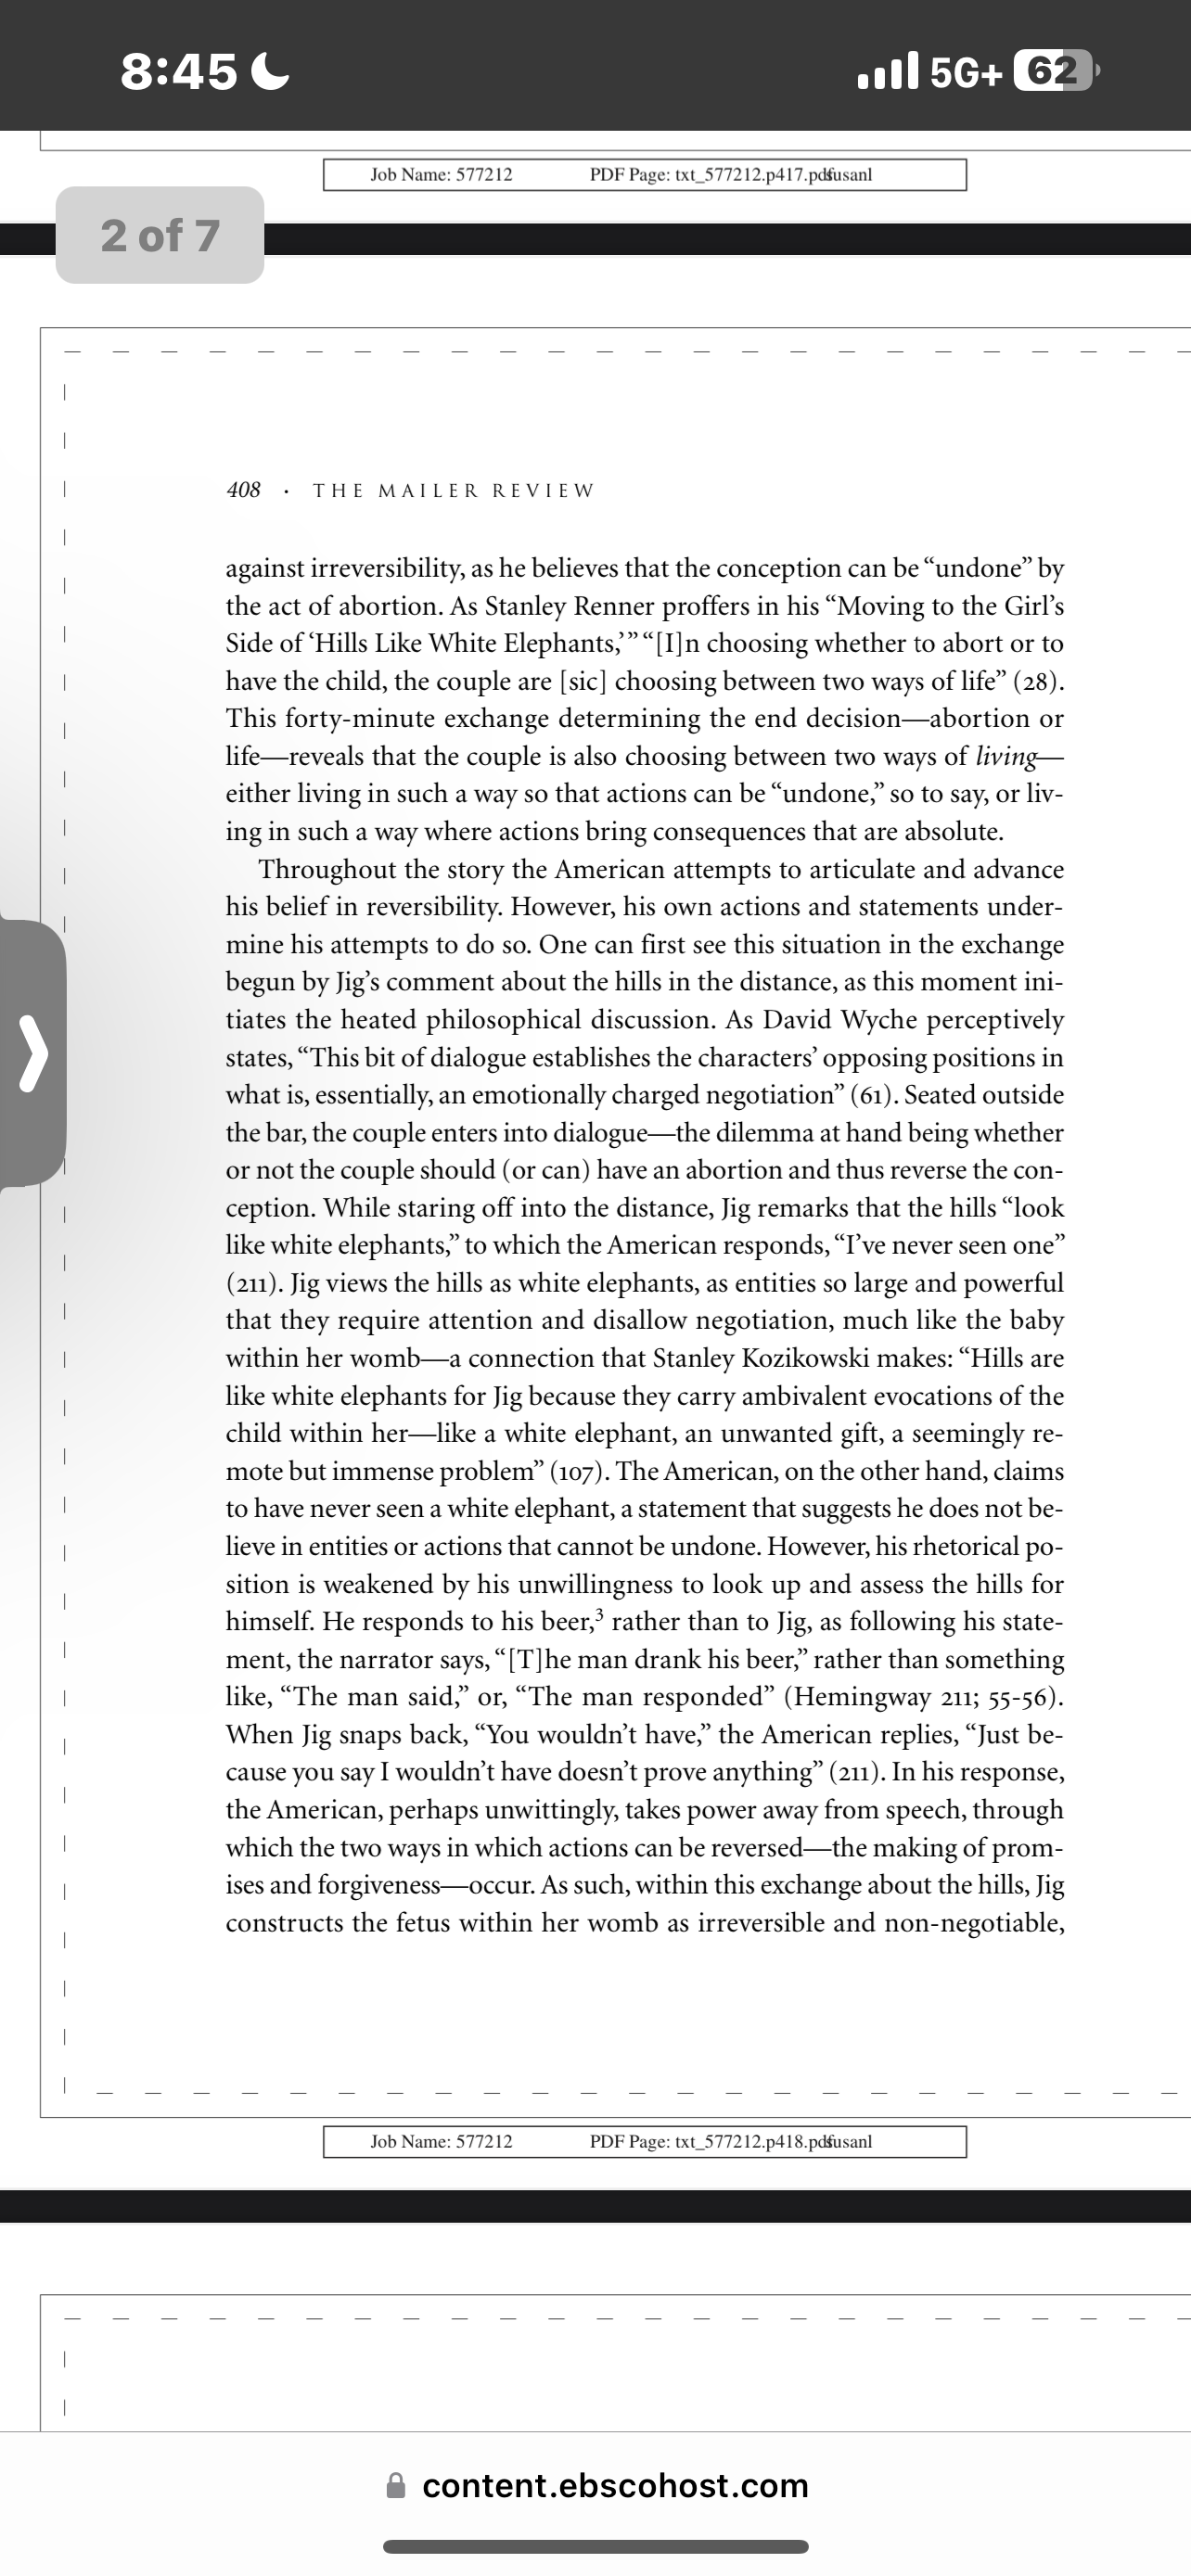 8:45
5G+ 62
Job Name: 577212 PDF Page: txt_577212.p417.pdf susanl
2 of 7
408 · THE MAILER REVIEW
against irreversibility, as he believes that the conception can be “undone” by
the act of abortion. As Stanley Renner proffers in his “Moving to the Girl’s
Side of ‘Hills Like White Elephants,’” “[I]n choosing whether to abort or to
have the child, the couple are [sic] choosing between two ways of life” (28).
This forty-minute exchange determining the end decision—abortion or
life—reveals that the couple is also choosing between two ways of living—
either living in such a way so that actions can be “undone,” so to say, or liv-
ing in such a way where actions bring consequences that are absolute.
Throughout the story the American attempts to articulate and advance
his belief in reversibility. However, his own actions and statements under-
mine his attempts to do so. One can first see this situation in the exchange
begun by Jig’s comment about the hills in the distance, as this moment ini-
tiates the heated philosophical discussion. As David Wyche perceptively
states, “This bit of dialogue establishes the characters’ opposing positions in
what is, essentially, an emotionally charged negotiation” (61). Seated outside
the bar, the couple enters into dialogue—the dilemma at hand being whether
or not the couple should (or can) have an abortion and thus reverse the con-
ception. While staring off into the distance, Jig remarks that the hills “look
like white elephants,” to which the American responds, “I’ve never seen one”
(211). Jig views the hills as white elephants, as entities so large and powerful
that they require attention and disallow negotiation, much like the baby
within her womb—a connection that Stanley Kozikowski makes: “Hills are
like white elephants for Jig because they carry ambivalent evocations of the
child within her—like a white elephant, an unwanted gift, a seemingly re-
mote but immense problem” (107). The American, on the other hand, claims
to have never seen a white elephant, a statement that suggests he does not be-
lieve in entities or actions that cannot be undone. However, his rhetorical po-
sition is weakened by his unwillingness to look up and assess the hills for
himself. He responds to his beer,³ rather than to Jig, as following his state-
ment, the narrator says, “[T]he man drank his beer,” rather than something
like, “The man said,” or, “The man responded” (Hemingway 211; 55-56).
When Jig snaps back, “You wouldn’t have,” the American replies, “Just be-
cause you say I wouldn’t have doesn’t prove anything” (211). In his response,
the American, perhaps unwittingly, takes power away from speech, through
which the two ways in which actions can be reversed—the making of prom-
ises and forgiveness—occur. As such, within this exchange about the hills, Jig
constructs the fetus within her womb as irreversible and non-negotiable,
Job Name: 577212 PDF Page: txt_577212.p418.pdf susanl
content.ebscohost.com